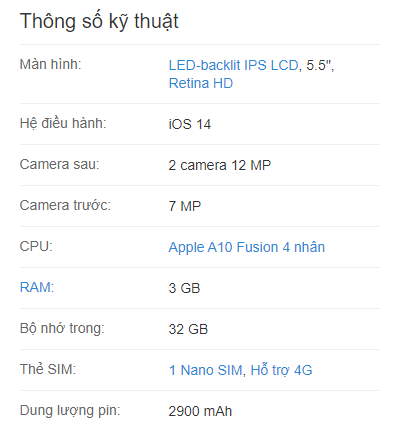 Thông số kỹ thuật
Màn hình: LED-backlit IPS LCD, 5.5",
Retina HD
Hệ điều hành: iOS 14
Camera sau: 2 camera 12 MP
Camera trước: 7 MP
CPU: Apple A10 Fusion 4 nhân
RAM: 3 GB
Bộ nhớ trong: 32 GB
Thẻ SIM: 1 Nano SIM, Hỗ trợ 4G
Dung lượng pin: 2900 mAh